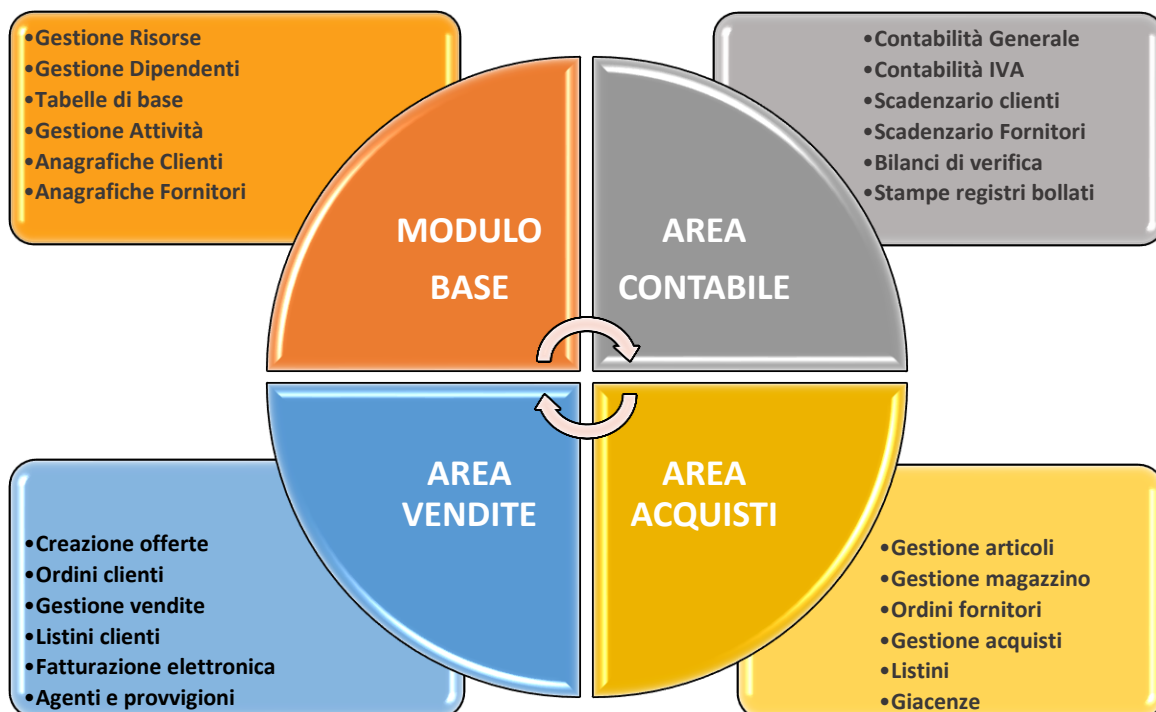 •Gestione Risorse
•Gestione Dipendenti
•Tabelle di base
•Gestione Attività
•Anagrafiche Clienti
•Anagrafiche Fornitori
•Contabilità Generale
•Contabilità IVA
•Scadenzario clienti
•Scadenzario Fornitori
•Bilanci di verifica
•Stampe registri bollati
MODULO
BASE
AREA
CONTABILE
AREA
VENDITE
AREA
ACQUISTI
•Creazione offerte
•Ordini clienti
•Gestione vendite
•Listini clienti
•Fatturazione elettronica
•Agenti e provvigioni
•Gestione articoli
•Gestione magazzino
•Ordini fornitori
•Gestione acquisti
•Listini
•Giacenze